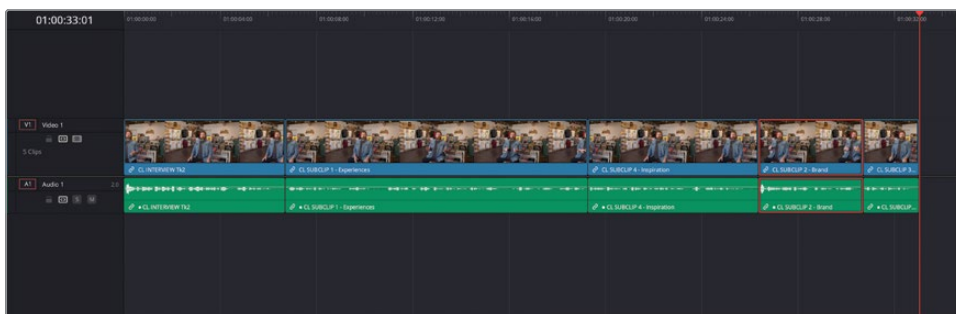 01:00:33:01
01:00:00:00 01:00:04:00 01:00:08:00 01:00:12:00 01:00:16:00 01:00:20:00 01:00:24:00 01:00:28:00 01:00:32:00
V1 Video 1
5 Clips
CL INTERVIEW Tk2 CL SUBCLIP 1 - Experiences CL SUBCLIP 4 - Inspiration CL SUBCLIP 2 - Brand CL SUBCLIP 3...
A1 Audio 1 2.0
S M
• CL INTERVIEW Tk2 • CL SUBCLIP 1 - Experiences • CL SUBCLIP 4 - Inspiration • CL SUBCLIP 2 - Brand • CL SUBCLIP...